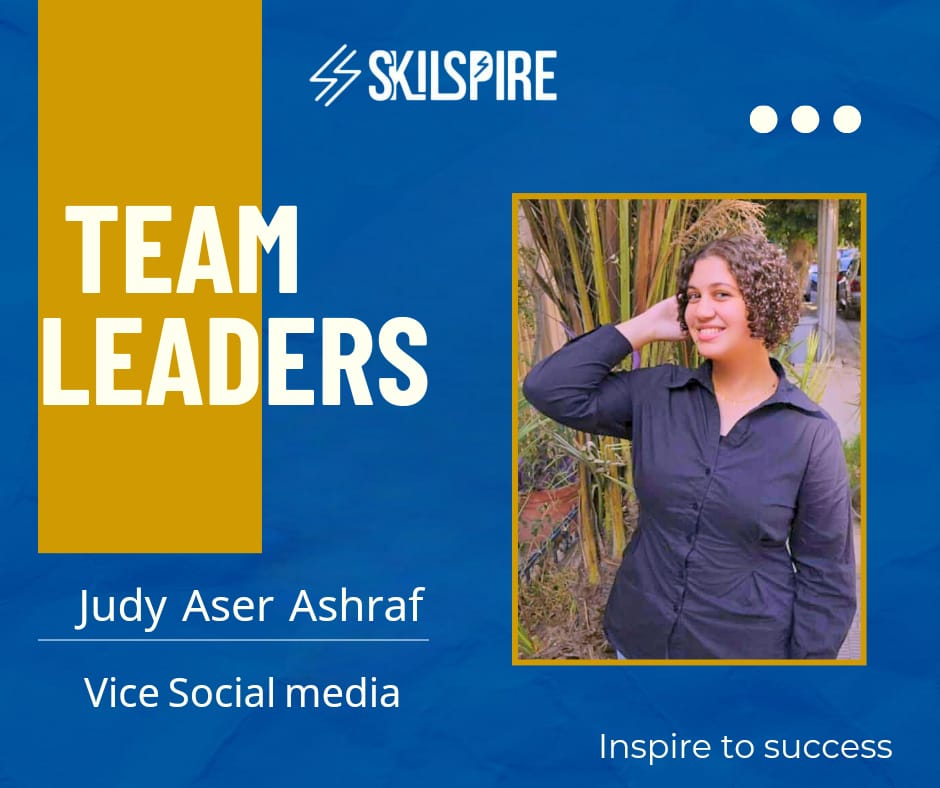 SKILSPIRE
TEAM
LEADERS
Judy Aser Ashraf
Vice Social media
Inspire to success